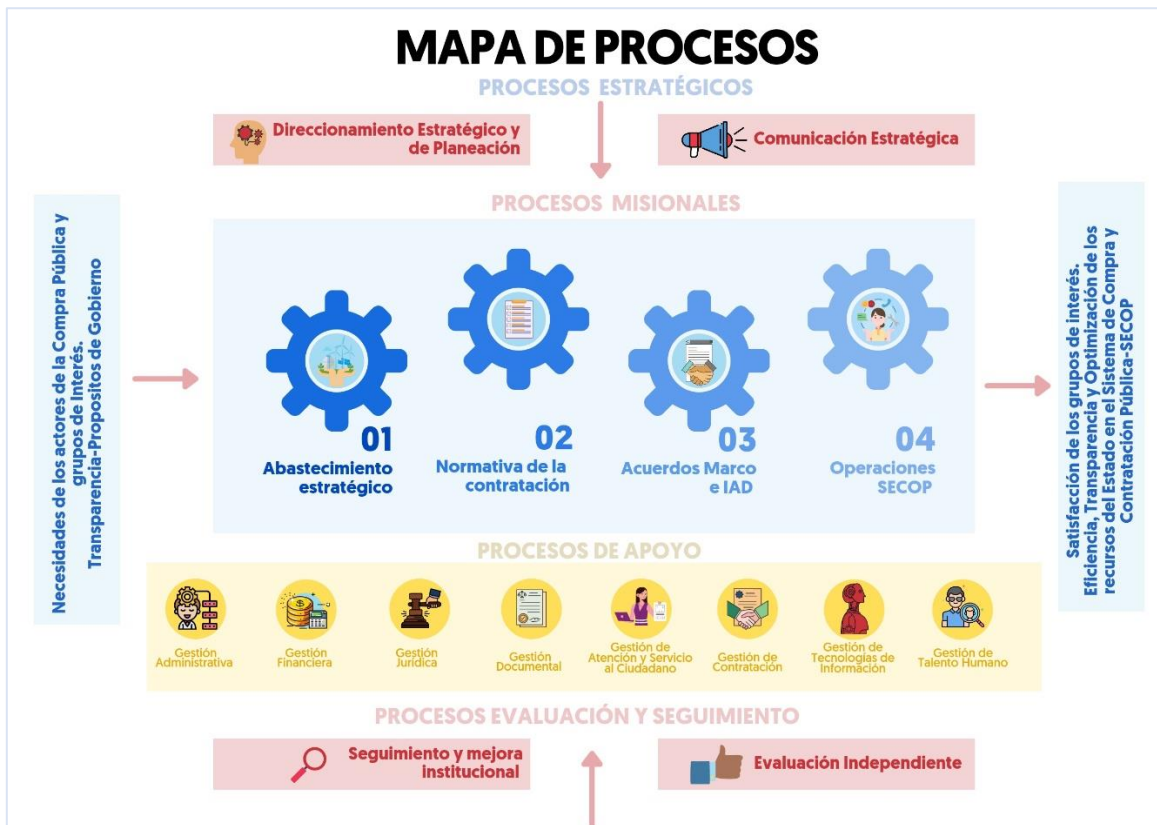 MAPA DE PROCESOS
PROCESOS ESTRATÉGICOS
Direccionamiento Estratégico y
de Planeación
Comunicación Estratégica
Necesidades de los actores de la Compra Pública y
grupos de Interés.
Transparencia-Propositos de Gobierno
PROCESOS MISIONALES
01
Abastecimiento
estratégico
02
Normativa de la
contratación
03
Acuerdos Marco
e IAD
04
Operaciones
SECOP
Satisfacción de los grupos de interés.
Eficiencia, Transparencia y Optimización de los
recursos del Estado en el Sistema de Compra y
Contratación Pública-SECOP
PROCESOS DE APOYO
Gestión
Administrativa
Gestión
Financiera
Gestión
Jurídica
Gestión
Documental
Gestión de
Atención y Servicio
al Ciudadano
Gestión de
Contratación
Gestión de
Tecnologías de
Información
Gestión de
Talento Humano
PROCESOS EVALUACIÓN Y SEGUIMIENTO
Seguimiento y mejora
institucional
Evaluación Independiente